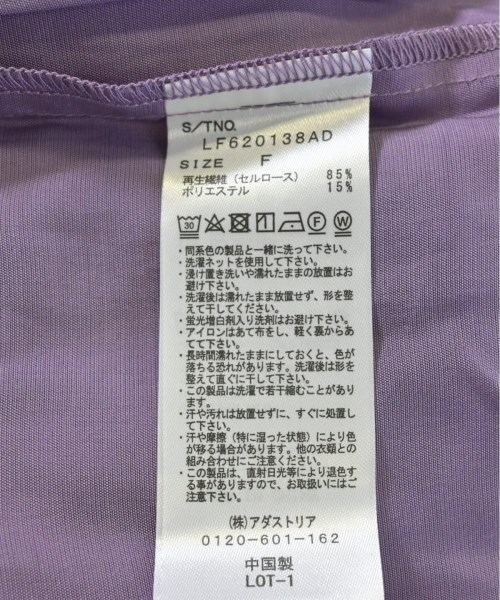 S/TNO.
LF620138AD
SIZE F
再生繊維（セルロース） 85%
ポリエステル 15%
30 1 F W
・同系色の製品と一緒に洗って下さい。
・洗濯ネットを使用して下さい。
・浸け置き洗いや濡れたままの放置はお
避け下さい。
・洗濯後は濡れたまま放置せず、形を整
えて干してください。
・蛍光増白剤入り洗剤はお避け下さい。
・アイロンはあて布をし、軽く裏からあ
てて下さい。
・長時間濡れたままにしておくと、色が
落ちる恐れがあります。洗濯後は形を
整えて直ぐに干して下さい。
・この製品は洗濯で若干縮むことがあり
ます。
・汗や汚れは放置せずに、すぐに処置し
て下さい。
・汗や摩擦（特に湿った状態）により色
が移る場合があります。他の衣類との
組み合わせにご注意ください。
・この製品は、直射日光等により退色す
る事がありますので、お取扱いにはご
注意ください。
（株）アダストリア
0120-601-162
中国製
LOT-1